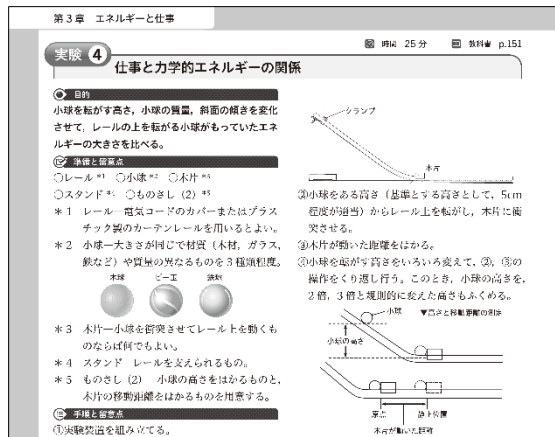 第3章 エネルギーと仕事
実験 4
時間 25分 教科書 p.151
仕事と力学的エネルギーの関係
目的
小球を転がす高さ，小球の質量，斜面の傾きを変化
させて，レールの上を転がる小球がもっていたエネ
ルギーの大きさを比べる。
準備と留意点
○レール＊1 ○小球＊2 ○木片＊3
○スタンド＊4 ○ものさし（2）＊5
＊1 レール―電気コードのカバーまたはプラス
チック製のカーテンレールを用いるとよい。
＊2 小球―大きさが同じで材質（木材，ガラス，
鉄など）や質量の異なるものを3種類程度。
木球 ビー玉 鉄球
＊3 木片―小球を衝突させてレール上を動くも
のならば何でもよい。
＊4 スタンド レールを支えられるもの。
＊5 ものさし（2） 小球の高さをはかるものと，
木片の移動距離をはかるものを用意する。
手順と留意点
①実験装置を組み立てる。
クランプ
木片
②小球をある高さ（基準とする高さとして，5cm
程度が適当）からレール上を転がし，木片に衝
突させる。
③木片が動いた距離をはかる。
④小球を転がす高さをいろいろ変えて，②，③の
操作をくり返し行う。このとき，小球の高さを，
2倍，3倍と規則的に変えた高さもふくめる。
小球 ▼高さと移動距離の測定
小球の高さ
原点 静止位置
木片が動いた距離